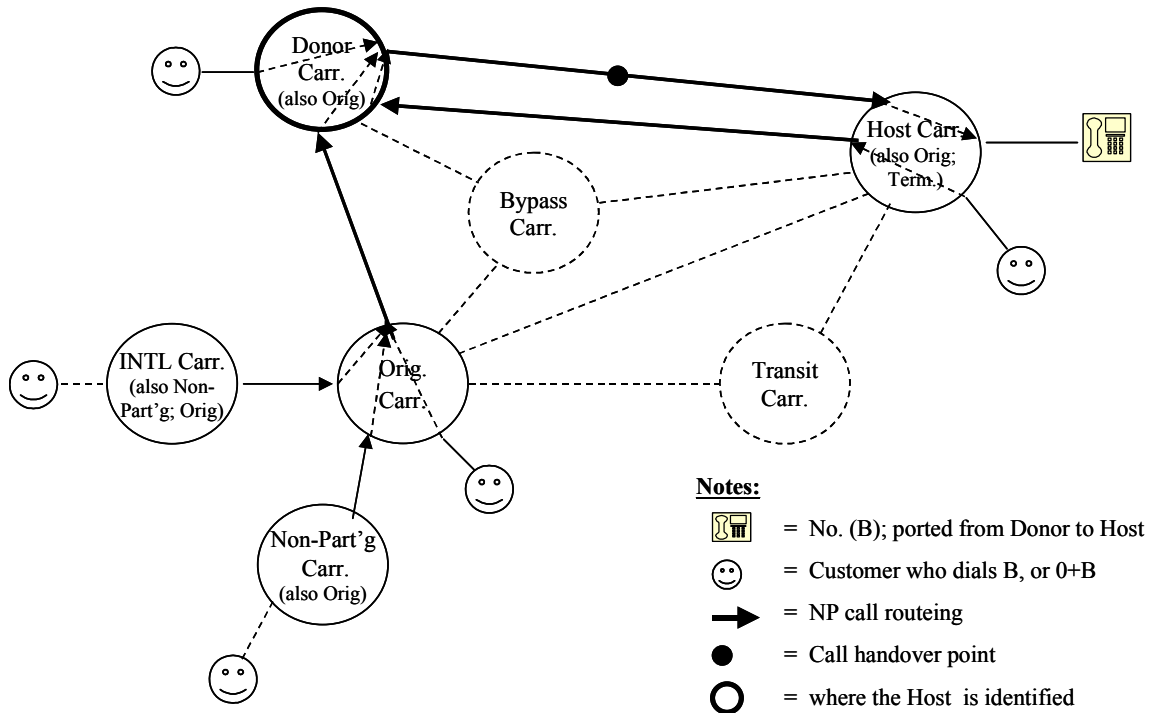 Donor
Carr.
(also Orig)
Host Carr.
(also Orig;
Term.)
Bypass
Carr.
INTL Carr.
(also Non-
Part'g; Orig)
Orig.
Carr.
Transit
Carr.
Non-Part'g
Carr.
(also Orig)
Notes:
= No. (B); ported from Donor to Host
= Customer who dials B, or 0+B
= NP call routeing
= Call handover point
= where the Host is identified